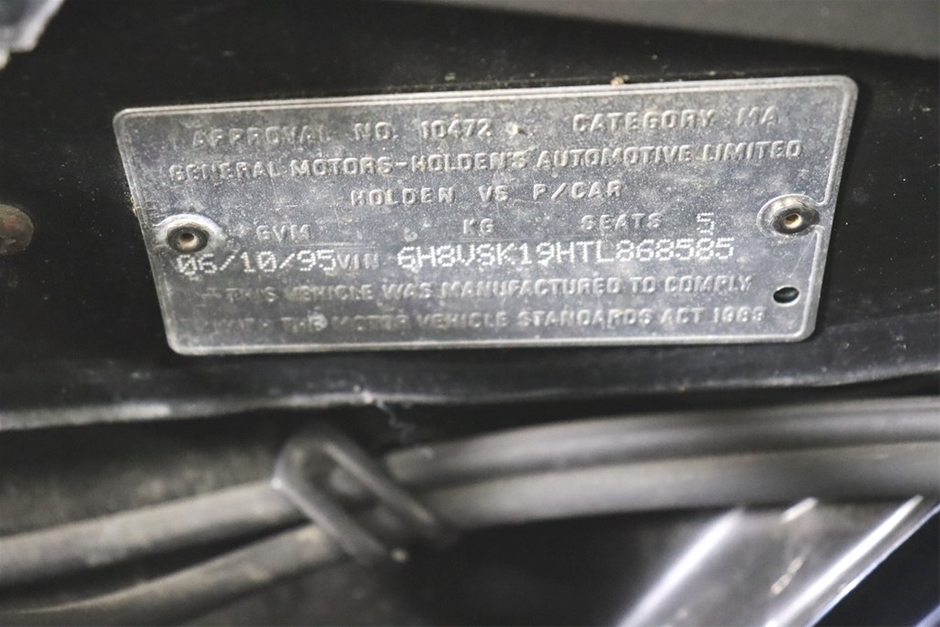 APPROVAL NO. 10472 CATEGORY MA
GENERAL MOTORS-HOLDEN'S AUTOMOTIVE LIMITED
HOLDEN VS P/CAR
GVM KG SEATS 5
06/10/95 VIN 6H8VSK19HTL868585
THIS VEHICLE WAS MANUFACTURED TO COMPLY
WITH THE MOTOR VEHICLE STANDARDS ACT 1989